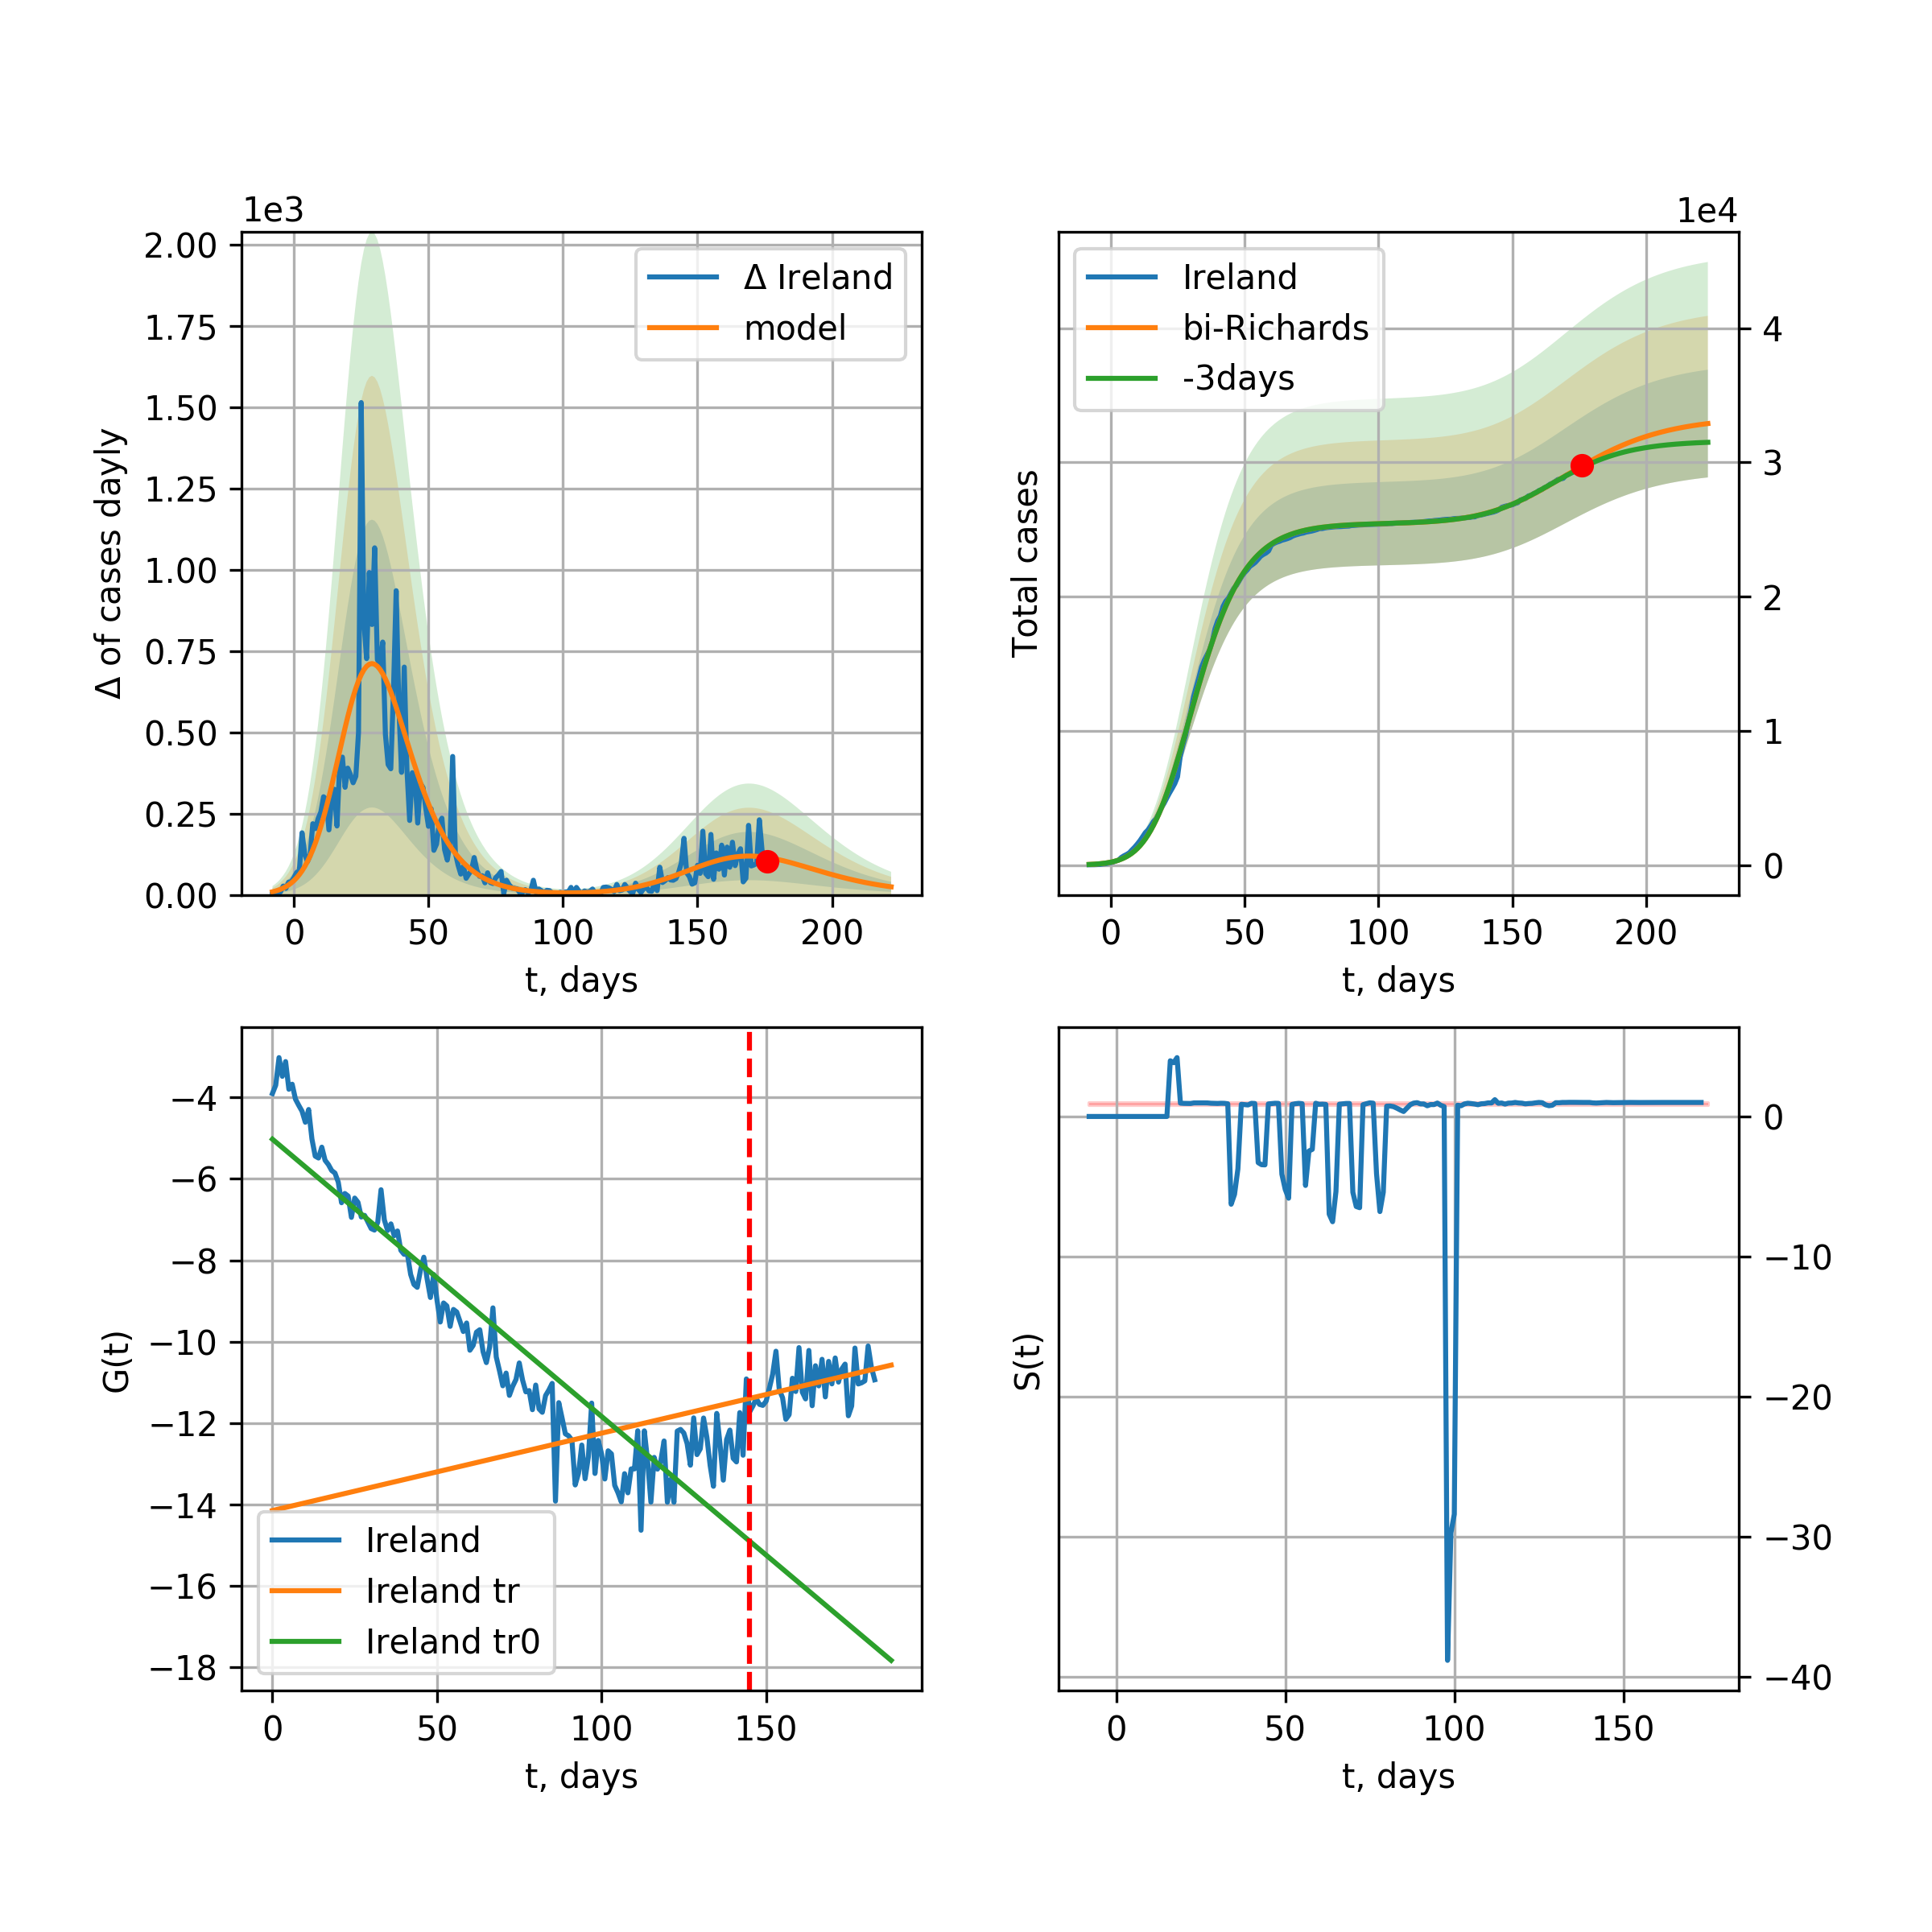 1e3
2.00
1.75
1.50
1.25
1.00
0.75
0.50
0.25
0.00
Δ of cases dayly
Δ Ireland
model
0 50 100 150 200
t, days
1e4
Ireland
bi-Richards
-3days
Total cases
4
3
2
1
0
0 50 100 150 200
t, days
G(t)
−4
−6
−8
−10
−12
−14
−16
−18
Ireland
Ireland tr
Ireland tr0
0 50 100 150
t, days
S(t)
0
−10
−20
−30
−40
0 50 100 150
t, days